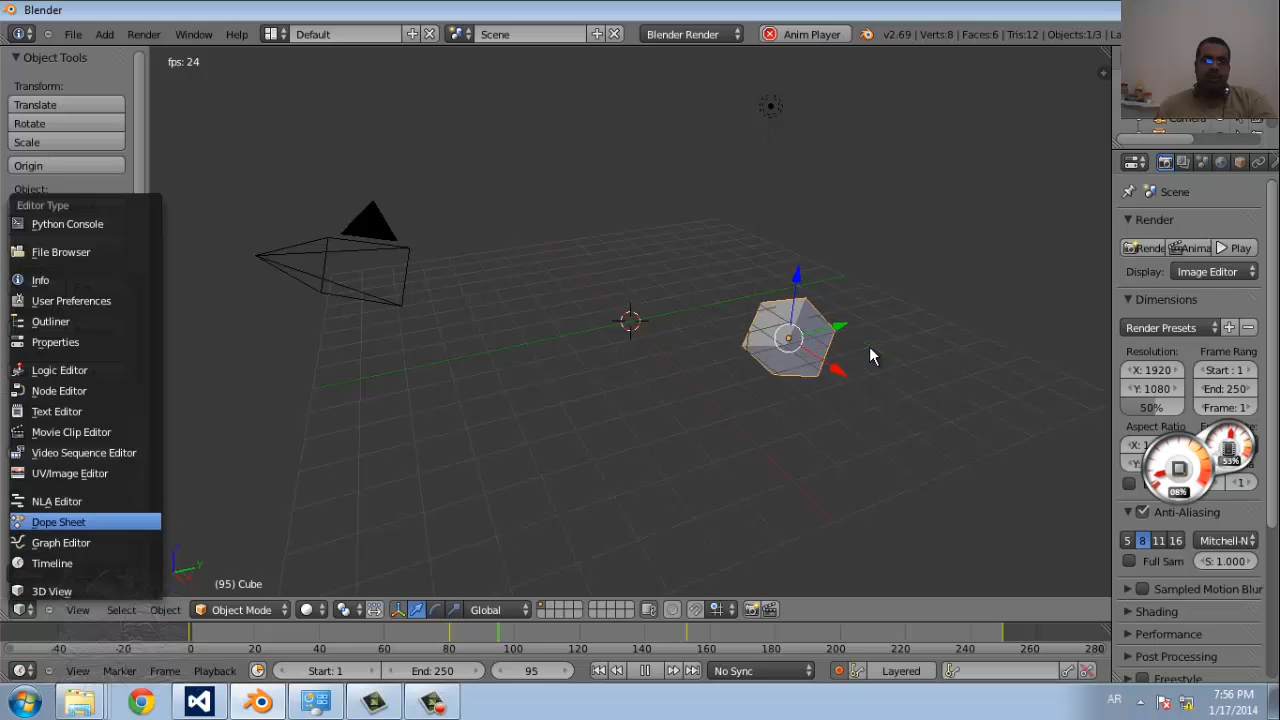 Blender
File Add Render Window Help Default Scene Blender Render Anim Player v2.69 | Verts:8 | Faces:6 | Tris:12 | Objects:1/3 | La
Object Tools
fps: 24
Transform:
Translate
Rotate
Scale
Origin
Object:
Editor Type
Python Console
File Browser
Info
User Preferences
Outliner
Properties
Logic Editor
Node Editor
Text Editor
Movie Clip Editor
Video Sequence Editor
UV/Image Editor
NLA Editor
Dope Sheet
Graph Editor
Timeline
3D View
z
y
(95) Cube
View Select Object Object Mode Global
-40 -20 0 20 40 60 80 100 120 140 160 180 200 220 240 260 280
View Marker Frame Playback Start: 1 End: 250 95 No Sync Layered
Camera
Scene
Render
Rende Anima Play
Display: Image Editor
Dimensions
Render Presets
Resolution: Frame Rang
X: 1920 Start : 1
Y: 1080 End: 250
50% Frame: 1
Aspect Ratio
53%
08%
Anti-Aliasing
5 8 11 16 Mitchell-N
Full Sam S: 1.000
Sampled Motion Blur
Shading
Performance
Post Processing
Freestyle
AR 7:56 PM
1/17/2014